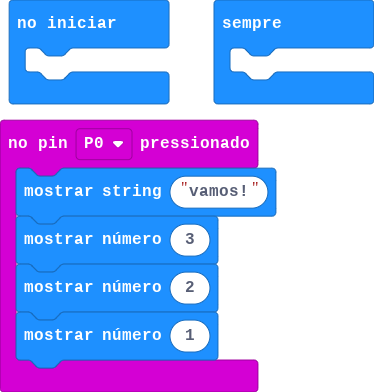 no iniciar
sempre
no pin P0 pressionado
mostrar string "vamos!"
mostrar número 3
mostrar número 2
mostrar número 1